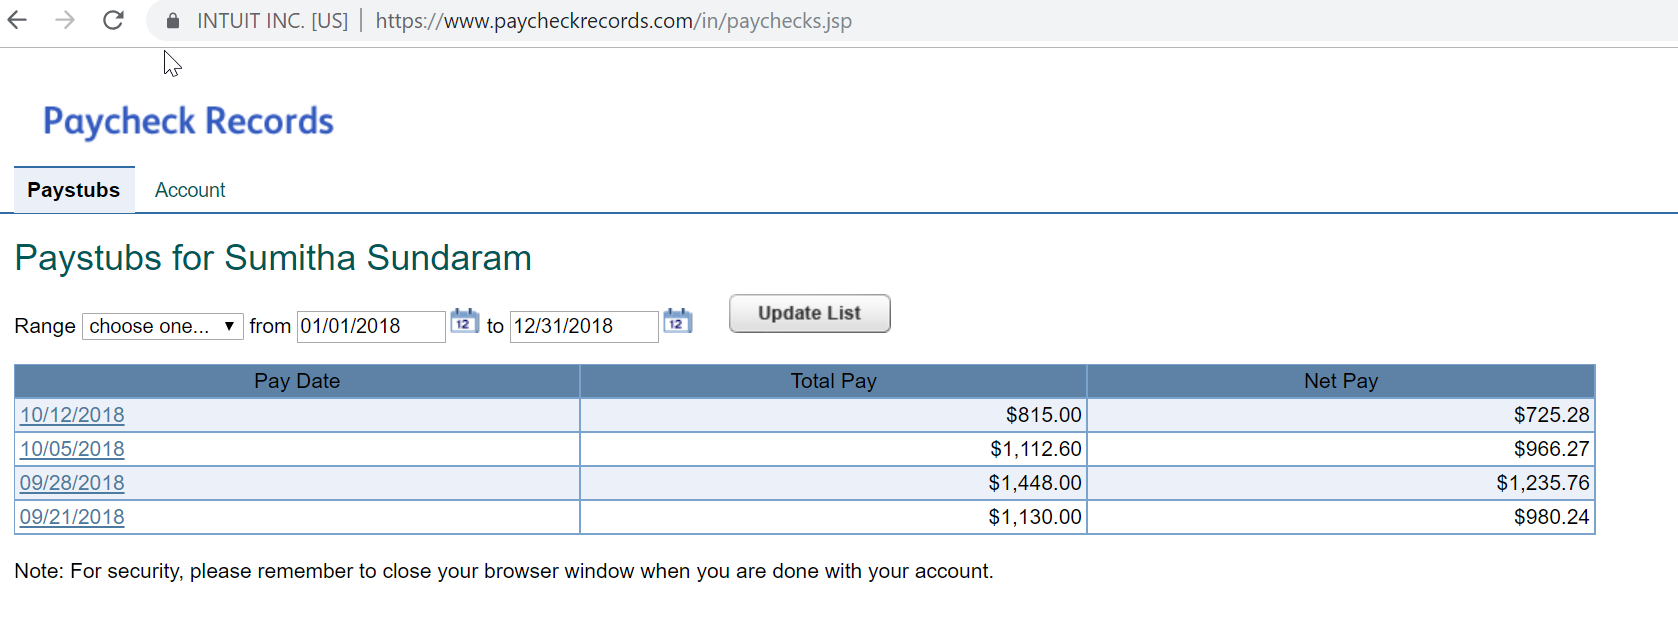 INTUIT INC. [US] | https://www.paycheckrecords.com/in/paychecks.jsp
Paycheck Records
Paystubs Account
Paystubs for Sumitha Sundaram
Range choose one... from 01/01/2018 12 to 12/31/2018 12 Update List
Pay Date Total Pay Net Pay
10/12/2018 $815.00 $725.28
10/05/2018 $1,112.60 $966.27
09/28/2018 $1,448.00 $1,235.76
09/21/2018 $1,130.00 $980.24
Note: For security, please remember to close your browser window when you are done with your account.